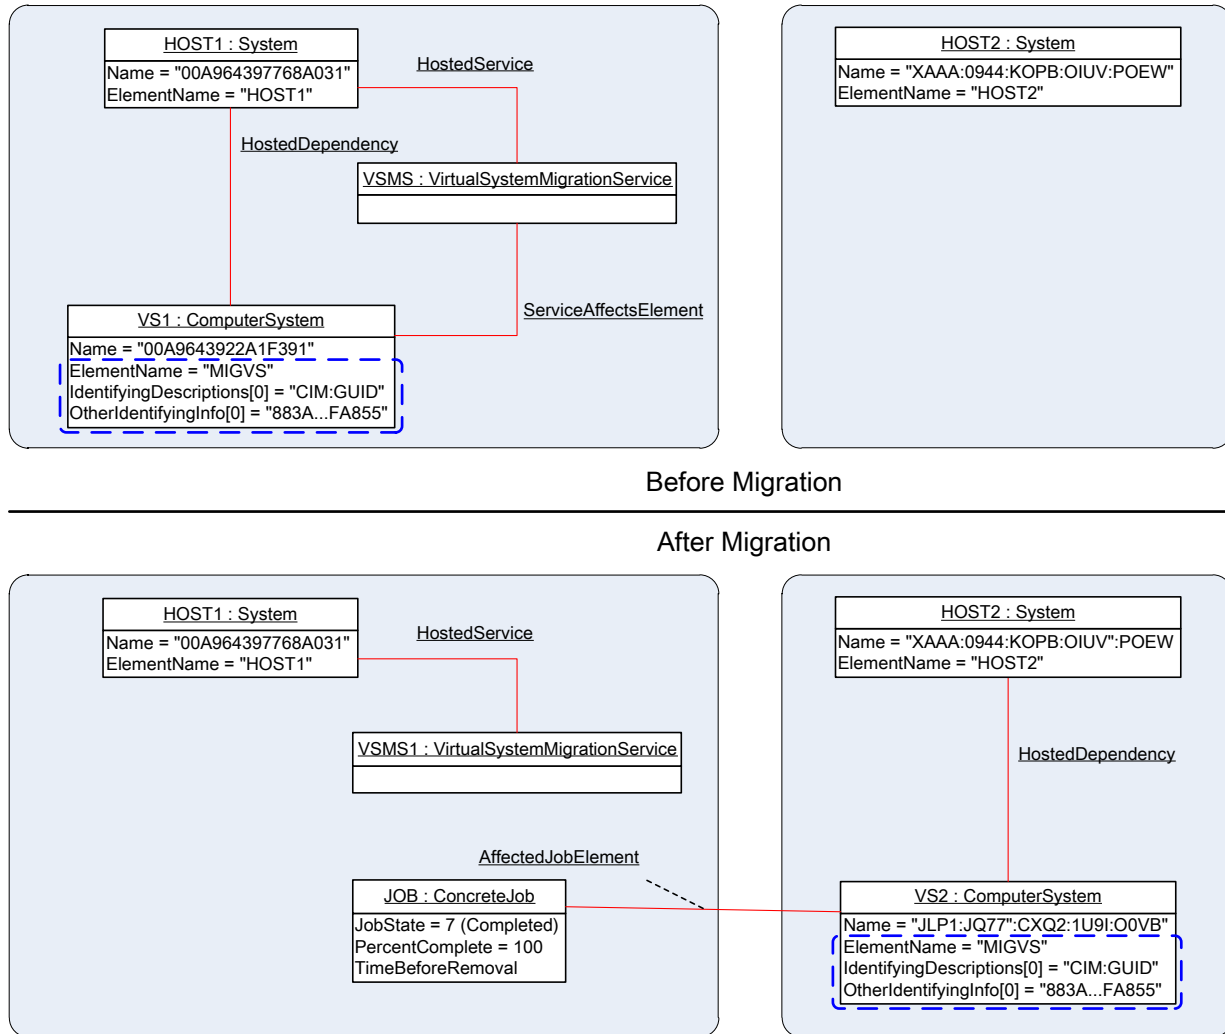 HOST1 : System
Name = "00A964397768A031"
ElementName = "HOST1"
HostedService
HostedDependency
VSMS : VirtualSystemMigrationService
ServiceAffectsElement
VS1 : ComputerSystem
Name = "00A9643922A1F391"
ElementName = "MIGVS"
IdentifyingDescriptions[0] = "CIM:GUID"
OtherIdentifyingInfo[0] = "883A...FA855"
HOST2 : System
Name = "XAAA:0944:KOPB:OIUV:POEW"
ElementName = "HOST2"
Before Migration
After Migration
HOST1 : System
Name = "00A964397768A031"
ElementName = "HOST1"
HostedService
VSMS1 : VirtualSystemMigrationService
AffectedJobElement
JOB : ConcreteJob
JobState = 7 (Completed)
PercentComplete = 100
TimeBeforeRemoval
HOST2 : System
Name = "XAAA:0944:KOPB:OIUV":POEW
ElementName = "HOST2"
HostedDependency
VS2 : ComputerSystem
Name = "JLP1:JQ77":CXQ2:1U9I:O0VB"
ElementName = "MIGVS"
IdentifyingDescriptions[0] = "CIM:GUID"
OtherIdentifyingInfo[0] = "883A...FA855"